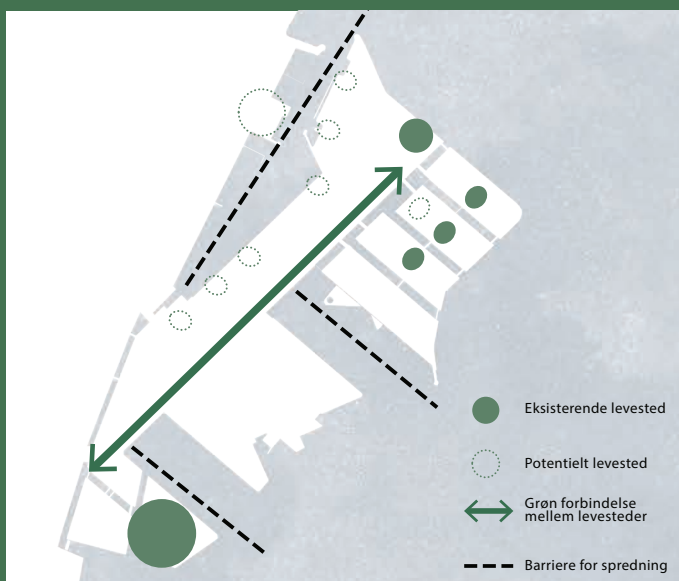 Eksisterende levested
Potentielt levested
Grøn forbindelse
mellem levesteder
Barriere for spredning